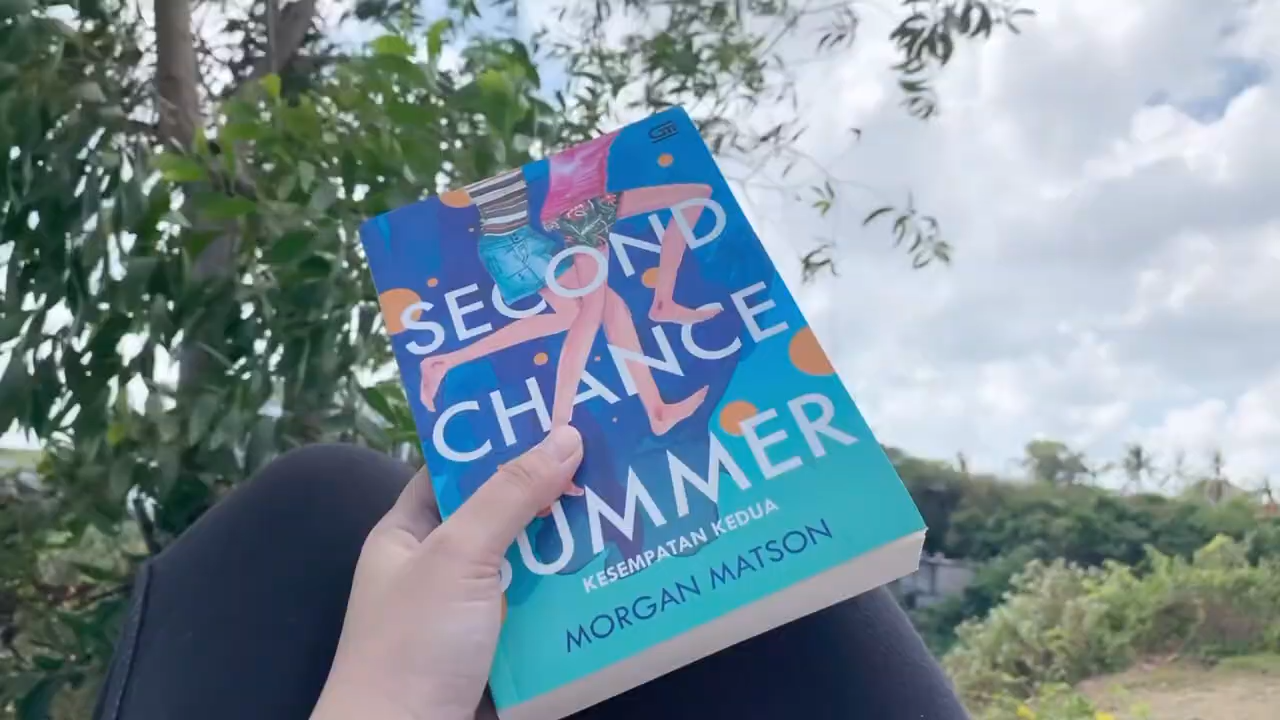 SECOND
CHANCE
SUMMER
KESEMPATAN KEDUA
MORGAN MATSON